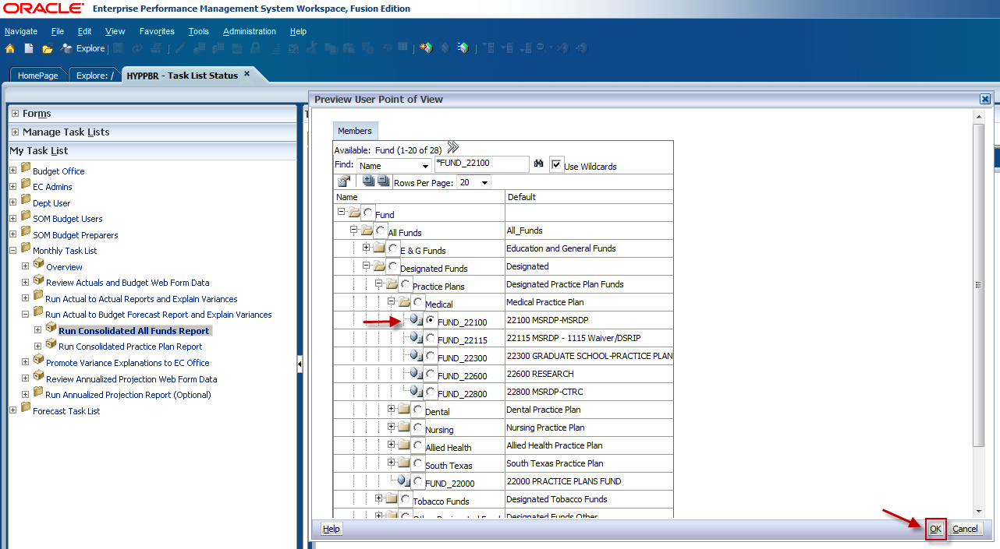 ORACLE® Enterprise Performance Management System Workspace, Fusion Edition
Navigate File Edit View Favorites Tools Administration Help
Explore
HomePage Explore: / HYPPBR - Task List Status
Forms
Manage Task Lists
My Task List
Budget Office
EC Admins
Dept User
SOM Budget Users
SOM Budget Preparers
Monthly Task List
Overview
Review Actuals and Budget Web Form Data
Run Actual to Actual Reports and Explain Variances
Run Actual to Budget Forecast Report and Explain Variances
Run Consolidated All Funds Report
Run Consolidated Practice Plan Report
Promote Variance Explanations to EC Office
Review Annualized Projection Web Form Data
Run Annualized Projection Report (Optional)
Forecast Task List
Preview User Point of View
Members
Available: Fund (1-20 of 28)
Find: Name *FUND_22100 Use Wildcards
Rows Per Page: 20
Name Default
Fund
All Funds All_Funds
E & G Funds Education and General Funds
Designated Funds Designated
Practice Plans Designated Practice Plan Funds
Medical Medical Practice Plan
FUND_22100 22100 MSRDP-MSRDP
FUND_22115 22115 MSRDP - 1115 Waiver/DSRIP
FUND_22300 22300 GRADUATE SCHOOL-PRACTICE PLAN
FUND_22600 22600 RESEARCH
FUND_22800 22800 MSRDP-CTRC
Dental Dental Practice Plan
Nursing Nursing Practice Plan
Allied Health Allied Health Practice Plan
South Texas South Texas Practice Plan
FUND_22000 22000 PRACTICE PLANS FUND
Tobacco Funds Designated Tobacco Funds
Other Designated Fund Designated Funds Other
Help OK Cancel